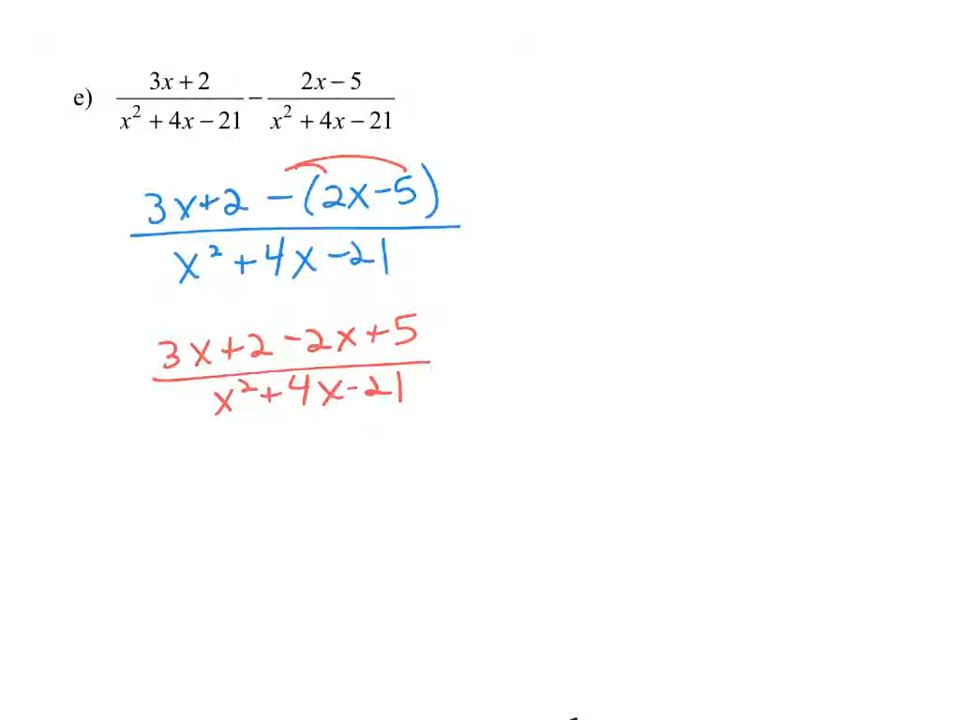 e) (3x + 2)/(x² + 4x − 21) − (2x − 5)/(x² + 4x − 21)
3x+2 −(2x−5)
x² +4x −21
3x+2 −2x+5
x²+4x−21